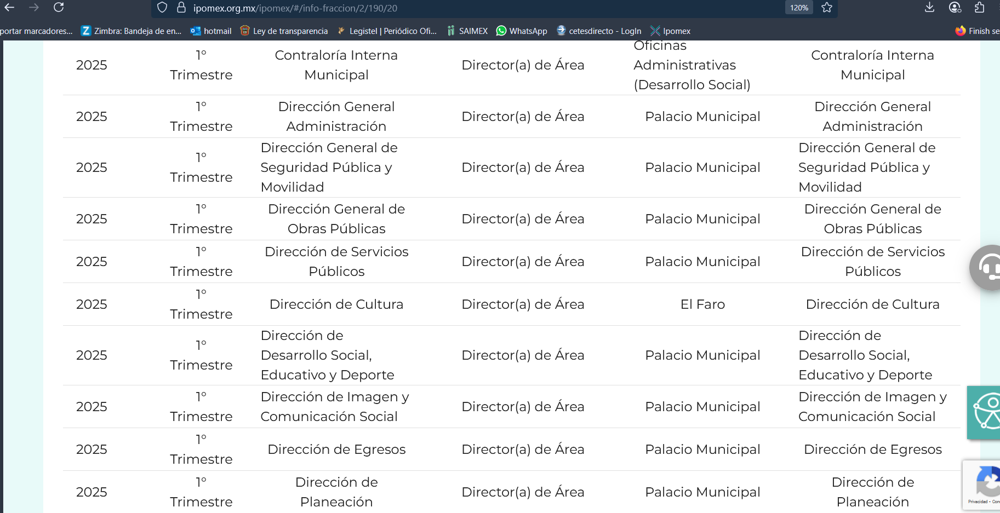 ipomex.org.mx/ipomex/#/info-fraccion/2/190/20
120%
portar marcadores...
Zimbra: Bandeja de en...
hotmail
Ley de transparencia
Legistel | Periódico Ofi...
SAIMEX
WhatsApp
cetesdirecto - LogIn
Ipomex
Finish se
2025
1°
Trimestre
Contraloría Interna
Municipal
Director(a) de Área
Oficinas
Administrativas
(Desarrollo Social)
Contraloría Interna
Municipal
2025
1°
Trimestre
Dirección General
Administración
Director(a) de Área
Palacio Municipal
Dirección General
Administración
2025
1°
Trimestre
Dirección General de
Seguridad Pública y
Movilidad
Director(a) de Área
Palacio Municipal
Dirección General de
Seguridad Pública y
Movilidad
2025
1°
Trimestre
Dirección General de
Obras Públicas
Director(a) de Área
Palacio Municipal
Dirección General de
Obras Públicas
2025
1°
Trimestre
Dirección de Servicios
Públicos
Director(a) de Área
Palacio Municipal
Dirección de Servicios
Públicos
2025
1°
Trimestre
Dirección de Cultura
Director(a) de Área
El Faro
Dirección de Cultura
2025
1°
Trimestre
Dirección de
Desarrollo Social,
Educativo y Deporte
Director(a) de Área
Palacio Municipal
Dirección de
Desarrollo Social,
Educativo y Deporte
2025
1°
Trimestre
Dirección de Imagen y
Comunicación Social
Director(a) de Área
Palacio Municipal
Dirección de Imagen y
Comunicación Social
2025
1°
Trimestre
Dirección de Egresos
Director(a) de Área
Palacio Municipal
Dirección de Egresos
2025
1°
Trimestre
Dirección de
Planeación
Director(a) de Área
Palacio Municipal
Dirección de
Planeación
Privacidad - Con